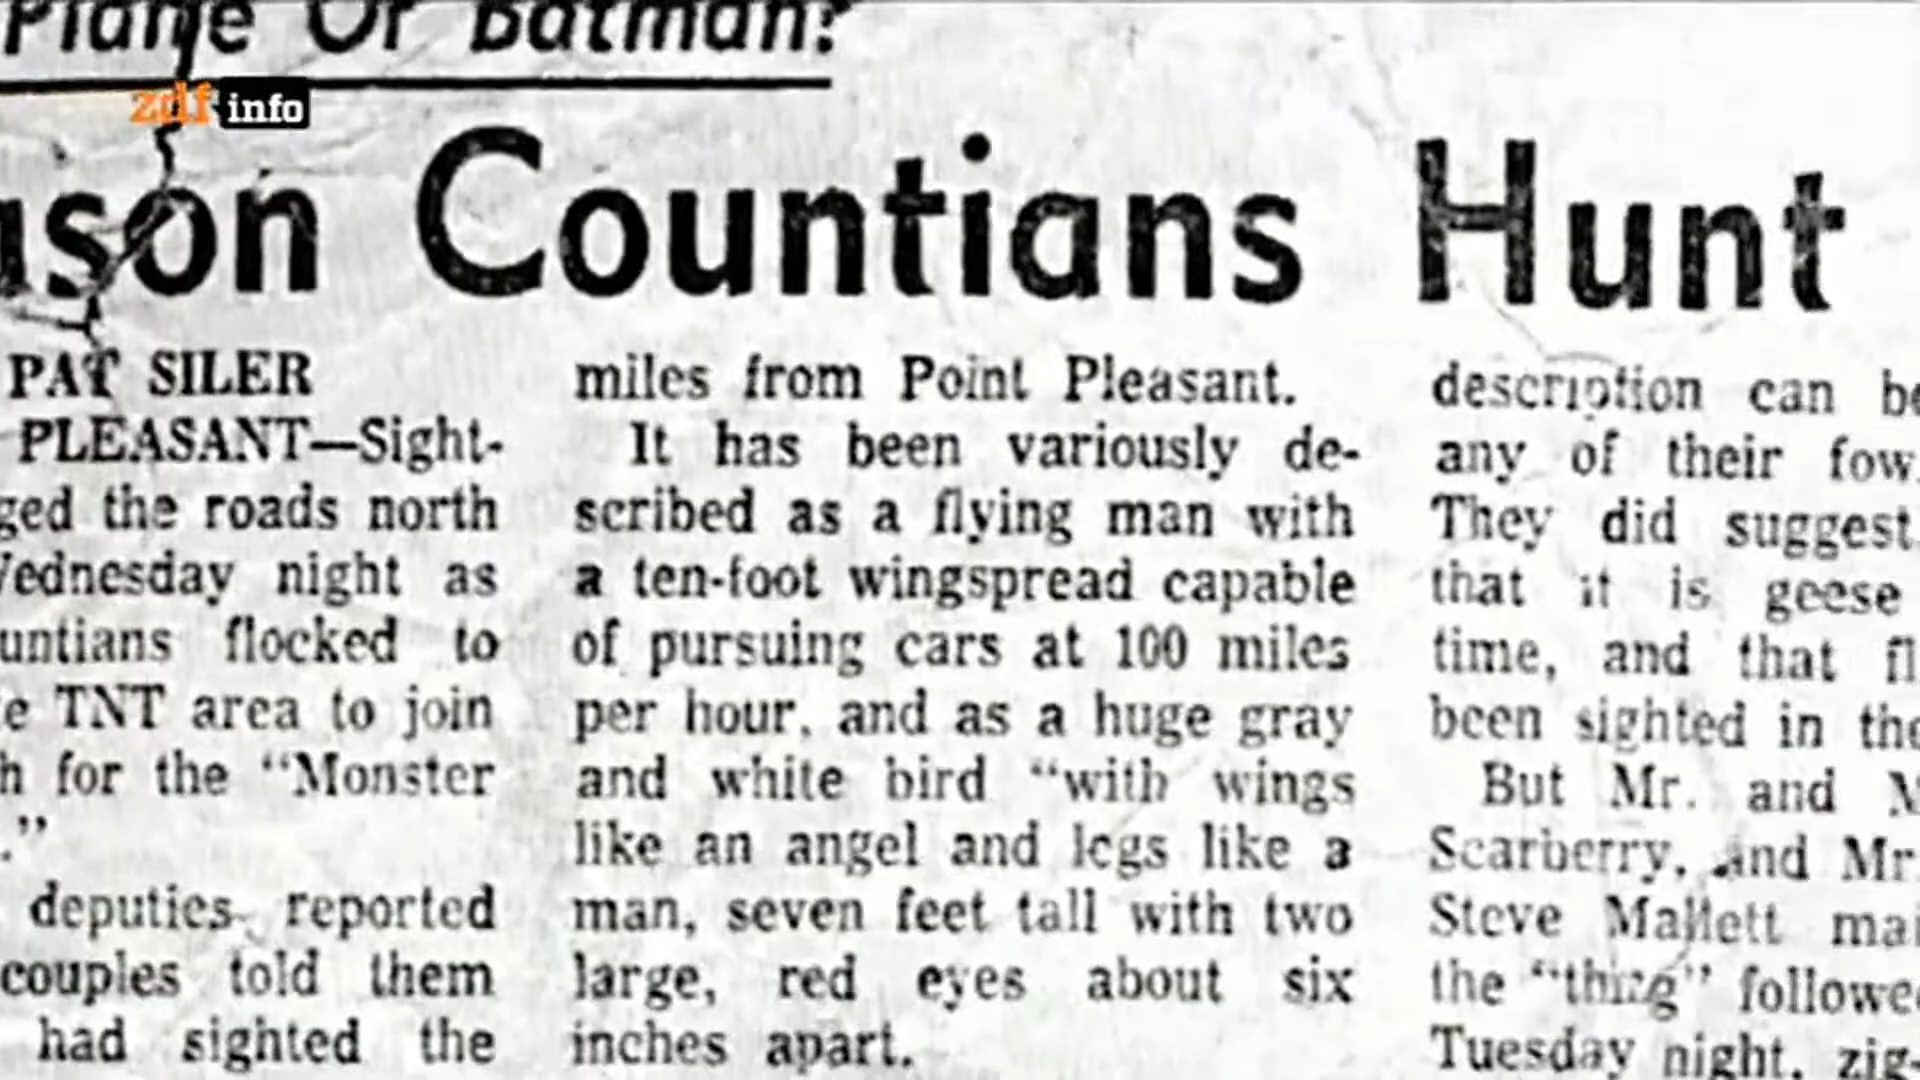 Plane Or Batman?
zdf info
ason Countians Hunt
PAT SILER
PLEASANT—Sight-
ged the roads north
Wednesday night as
untians flocked to
e TNT area to join
h for the “Monster
.”
deputies reported
couples told them
had sighted the
miles from Point Pleasant.
It has been variously de-
scribed as a flying man with
a ten-foot wingspread capable
of pursuing cars at 100 miles
per hour, and as a huge gray
and white bird “with wings
like an angel and legs like a
man, seven feet tall with two
large, red eyes about six
inches apart.
description can be
any of their fow
They did suggest
that it is geese
time, and that fl
been sighted in the
But Mr. and M
Scarberry, and Mr.
Steve Mallett mai
the “thing” followe
Tuesday night, zig-